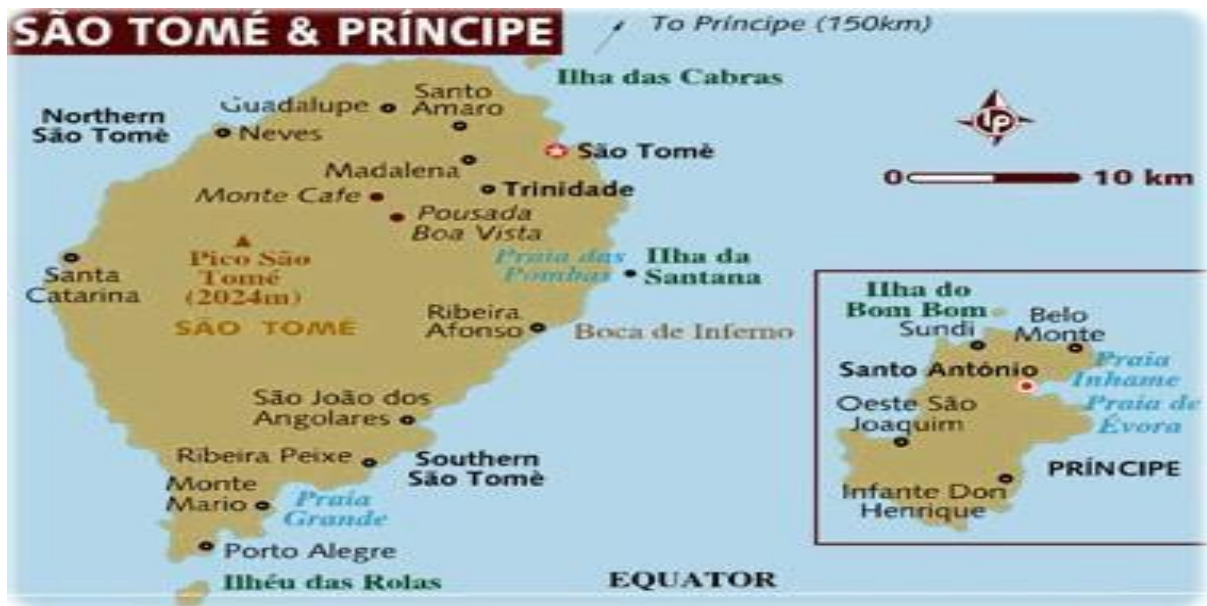 SÃO TOMÉ & PRÍNCIPE
To Príncipe (150km)
Ilha das Cabras
Guadalupe
Santo
Amaro
Northern
São Tomè
Neves
São Tomè
Madalena
Trinidade
Monte Cafe
Pousada
Boa Vista
LP
0 10 km
Pico São
Tomé
(2024m)
SÃO TOMÉ
Santa
Catarina
Praia das
Pombas
Ilha da
Santana
Ribeira
Afonso
Boca de Inferno
São João dos
Angolares
Ribeira Peixe
Southern
São Tomè
Monte
Mario
Praia
Grande
Porto Alegre
Ilhéu das Rolas
EQUATOR
Ilha do
Bom Bom
Sundi
Belo
Monte
Santo António
Praia
Inhame
Oeste São
Joaquim
Praia de
Évora
PRÍNCIPE
Infante Don
Henrique